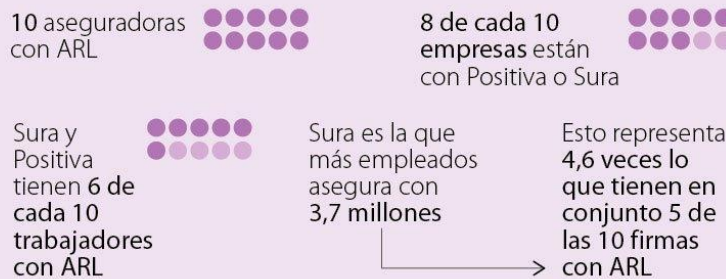 10 aseguradoras
con ARL
8 de cada 10
empresas están
con Positiva o Sura
Sura y
Positiva
tienen 6 de
cada 10
trabajadores
con ARL
Sura es la que
más empleados
asegura con
3,7 millones
Esto representa
4,6 veces lo
que tienen en
conjunto 5 de
las 10 firmas
con ARL